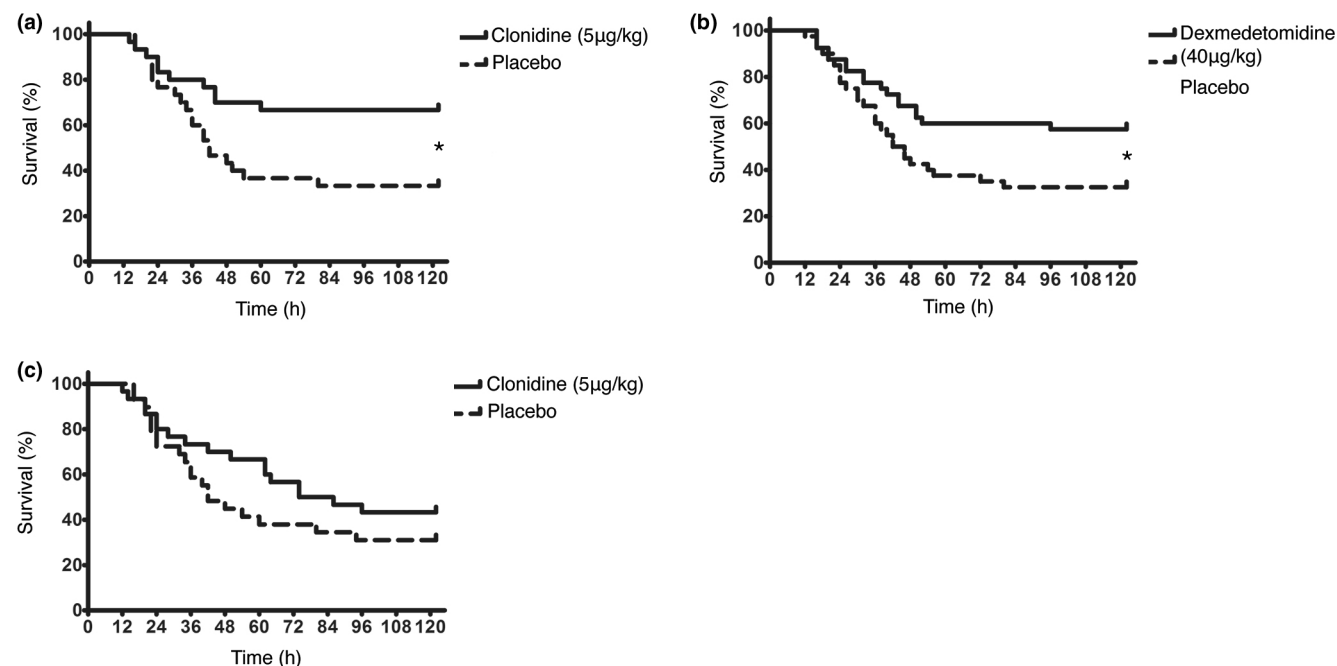 (a)
Clonidine (5µg/kg)
Placebo
Survival (%)
100
80
60
40
20
0
*
0 12 24 36 48 60 72 84 96 108 120
Time (h)
(b)
Dexmedetomidine
(40µg/kg)
Placebo
Survival (%)
100
80
60
40
20
0
*
0 12 24 36 48 60 72 84 96 108 120
Time (h)
(c)
Clonidine (5µg/kg)
Placebo
Survival (%)
100
80
60
40
20
0
0 12 24 36 48 60 72 84 96 108 120
Time (h)